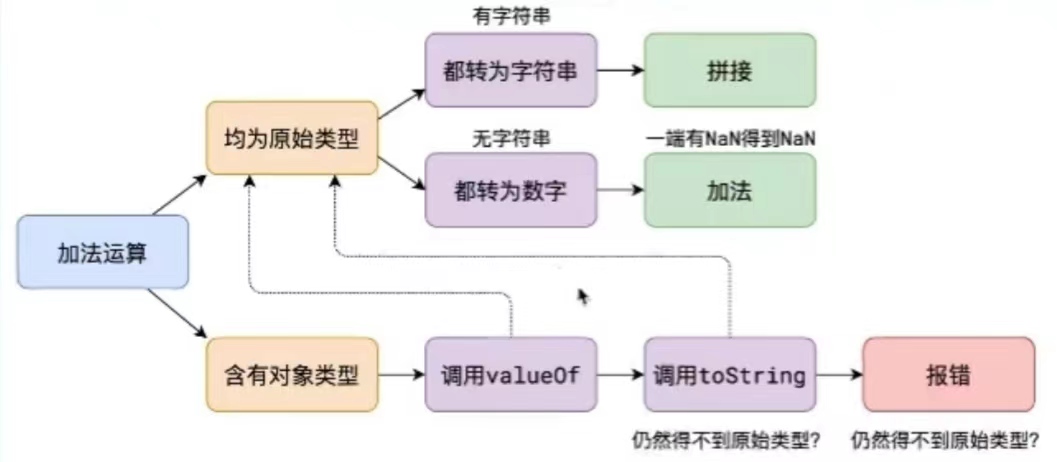 有字符串
都转为字符串
拼接
均为原始类型
无字符串
一端有NaN得到NaN
都转为数字
加法
加法运算
含有对象类型
调用valueOf
调用toString
报错
仍然得不到原始类型?
仍然得不到原始类型?